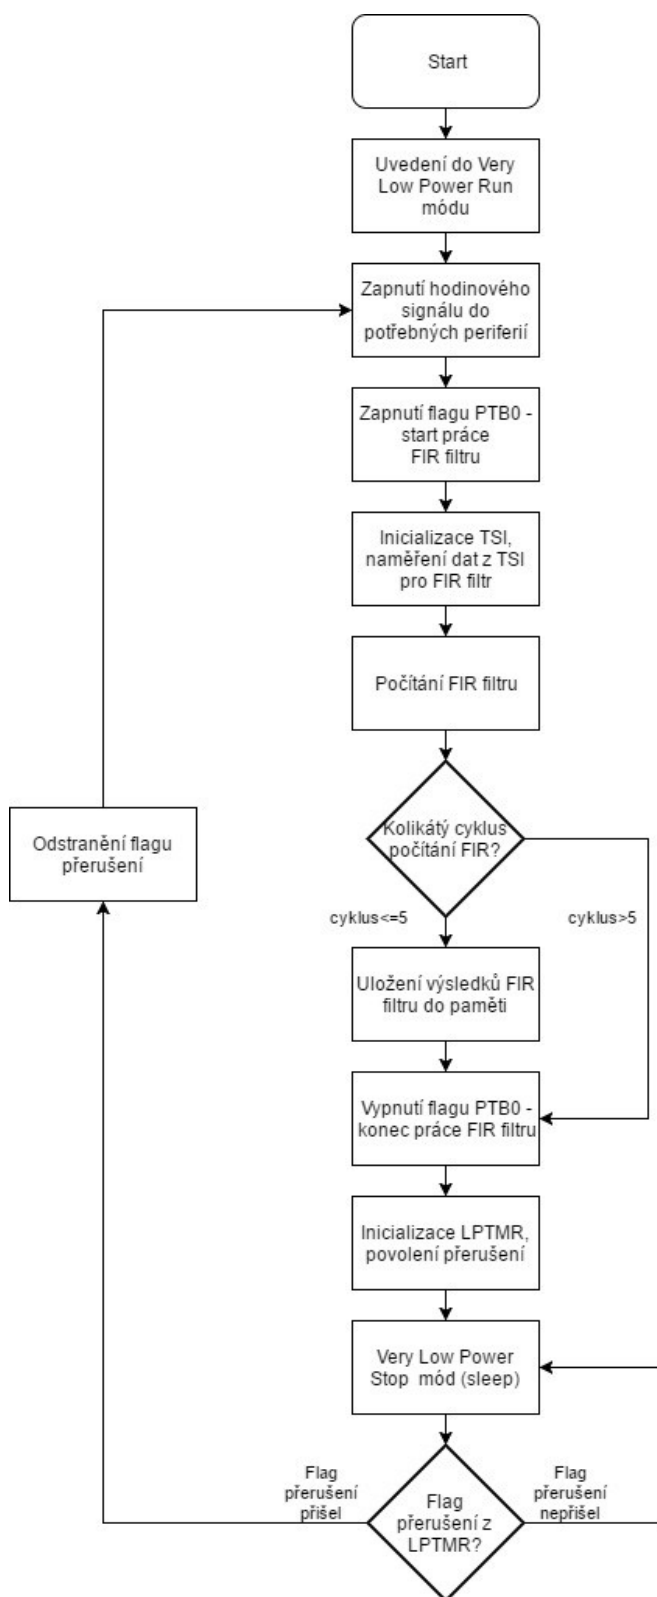 Start
Uvedení do Very
Low Power Run
módu
Zapnutí hodinového
signálu do
potřebných periferií
Zapnutí flagu PTB0 -
start práce
FIR filtru
Inicializace TSI,
naměření dat z TSI
pro FIR filtr
Počítání FIR filtru
Kolikátý cyklus
počítání FIR?
Odstranění flagu
přerušení
cyklus<=5
cyklus>5
Uložení výsledků FIR
filtru do paměti
Vypnutí flagu PTB0 -
konec práce FIR filtru
Inicializace LPTMR,
povolení přerušení
Very Low Power
Stop mód (sleep)
Flag
přerušení
přišel
Flag
přerušení z
LPTMR?
Flag
přerušení
nepřišel